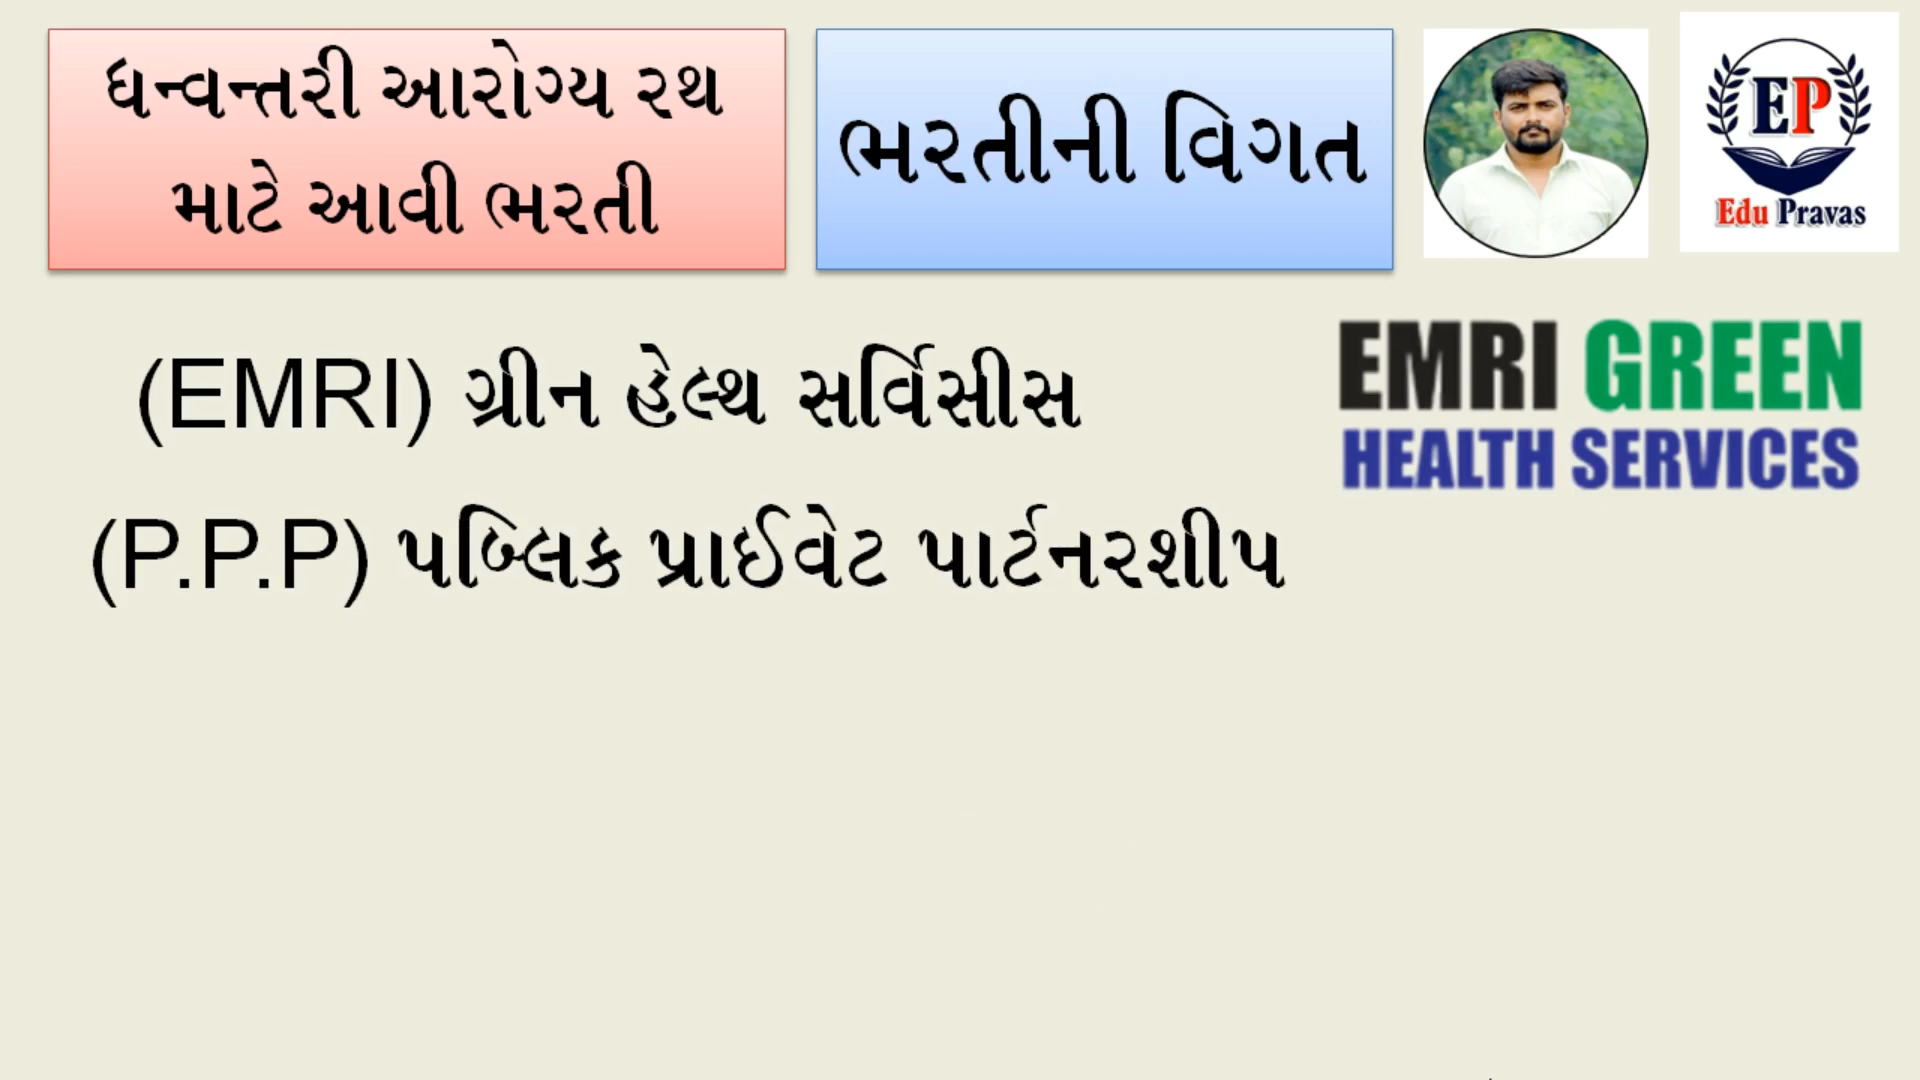 ધન્વન્તરી આરોગ્ય રથ
માટે આવી ભરતી
ભરતીની વિગત
EP
Edu Pravas
(EMRI) ગ્રીન હેલ્થ સર્વિસીસ
EMRI GREEN
HEALTH SERVICES
(P.P.P) પબ્લિક પ્રાઈવેટ પાર્ટનરશીપ